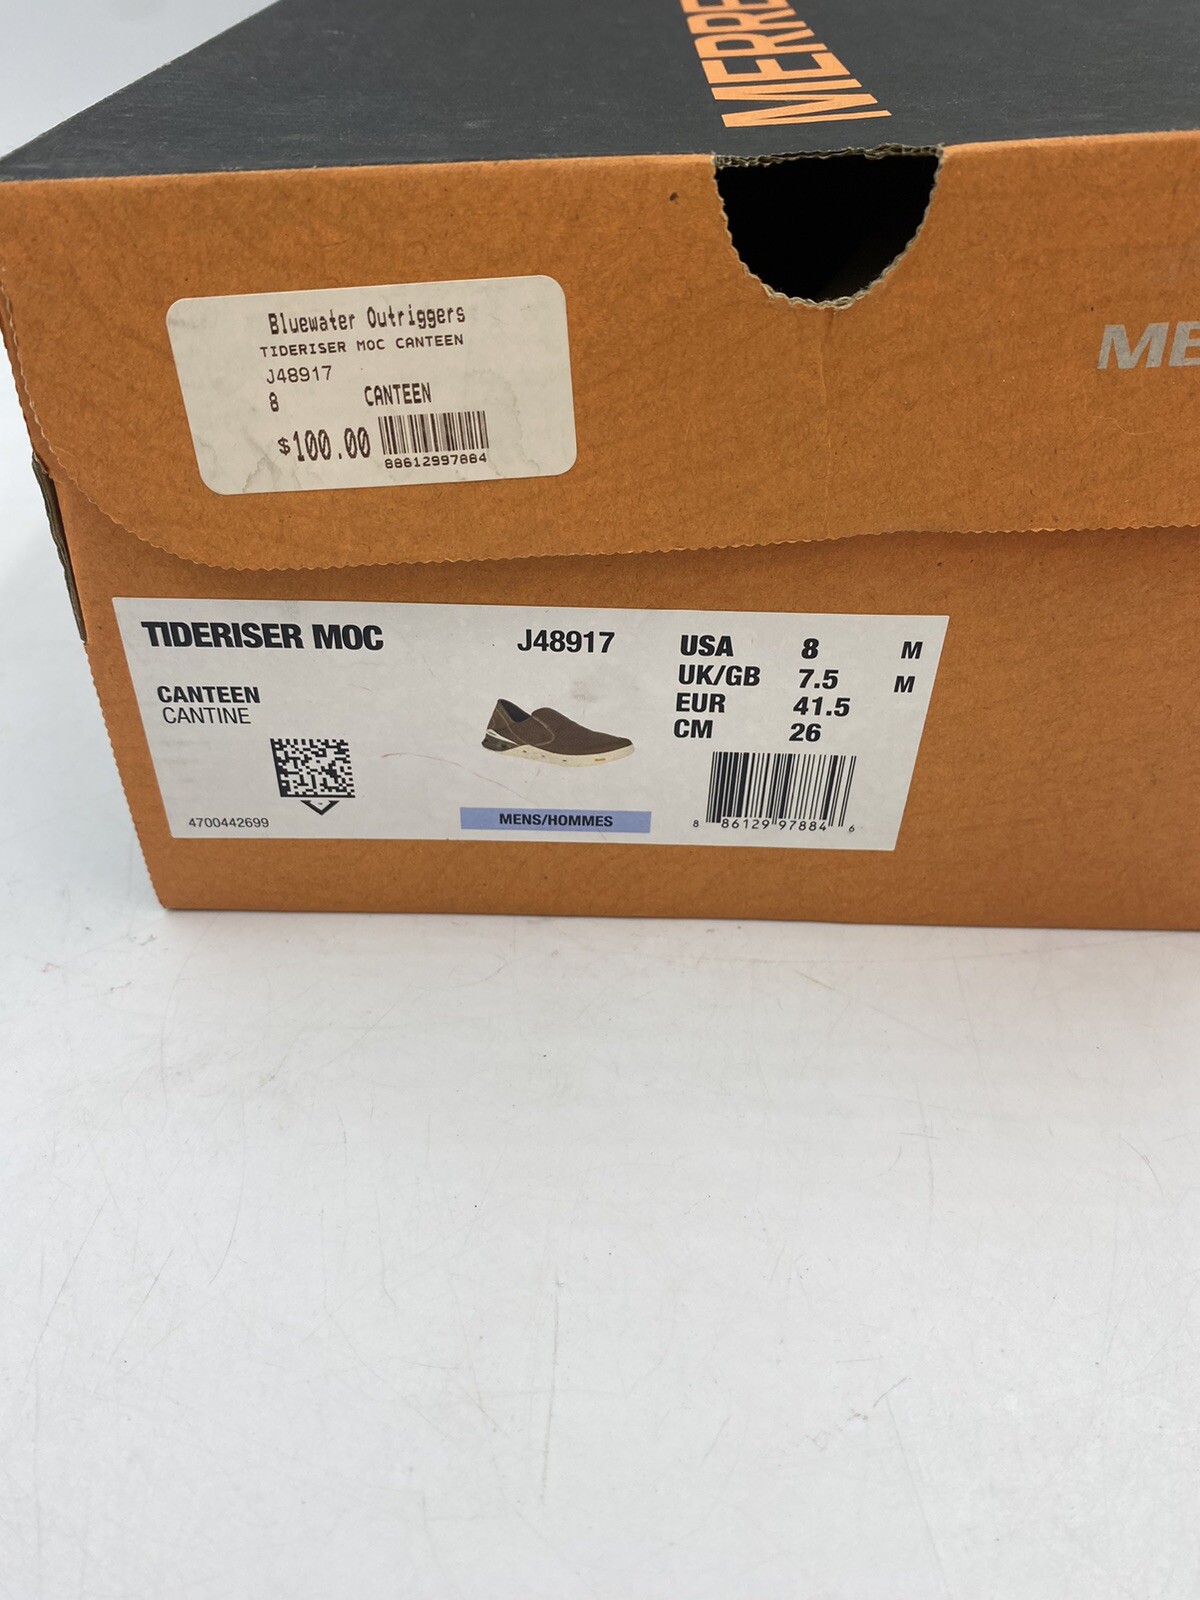 MERRE
ME
Bluewater Outriggers
TIDERISER MOC CANTEEN
J48917
8 CANTEEN
$100.00
88612997884
TIDERISER MOC J48917
CANTEEN
CANTINE
4700442699
MENS/HOMMES
USA 8 M
UK/GB 7.5 M
EUR 41.5
CM 26
8 86129 97884 6